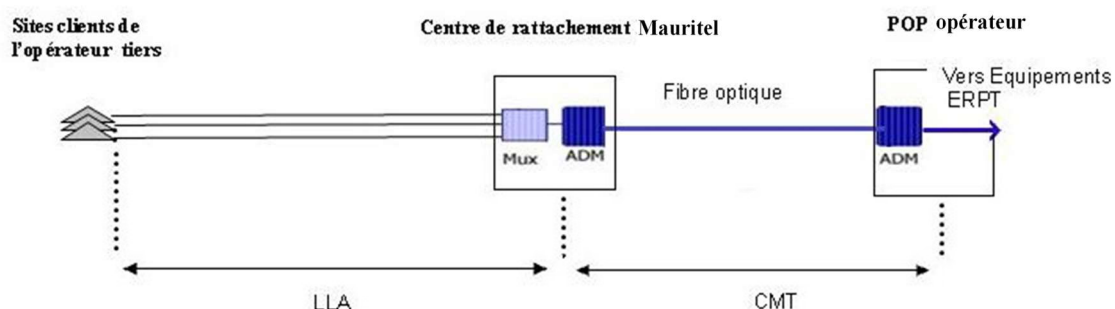 Sites clients de
l'opérateur tiers
Centre de rattachement Mauritel
POP opérateur
Vers Equipements
ERPT
Fibre optique
Mux
ADM
ADM
LLA
CMT